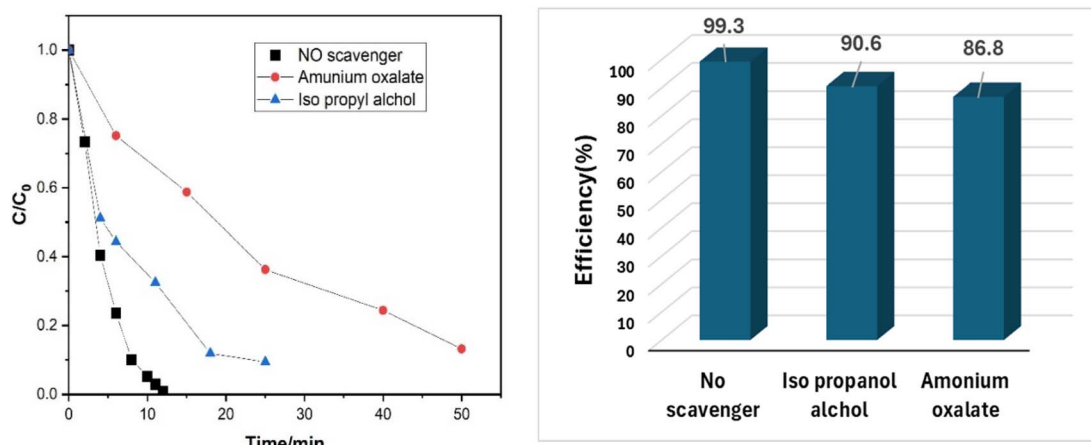 C/C0
1.0
0.8
0.6
0.4
0.2
0.0
NO scavenger
Amunium oxalate
Iso propyl alchol
0 10 20 30 40 50
Time/min
99.3
90.6
86.8
Efficiency(%)
100
90
80
70
60
50
40
30
20
10
0
No
scavenger
Iso propanol
alchol
Amonium
oxalate